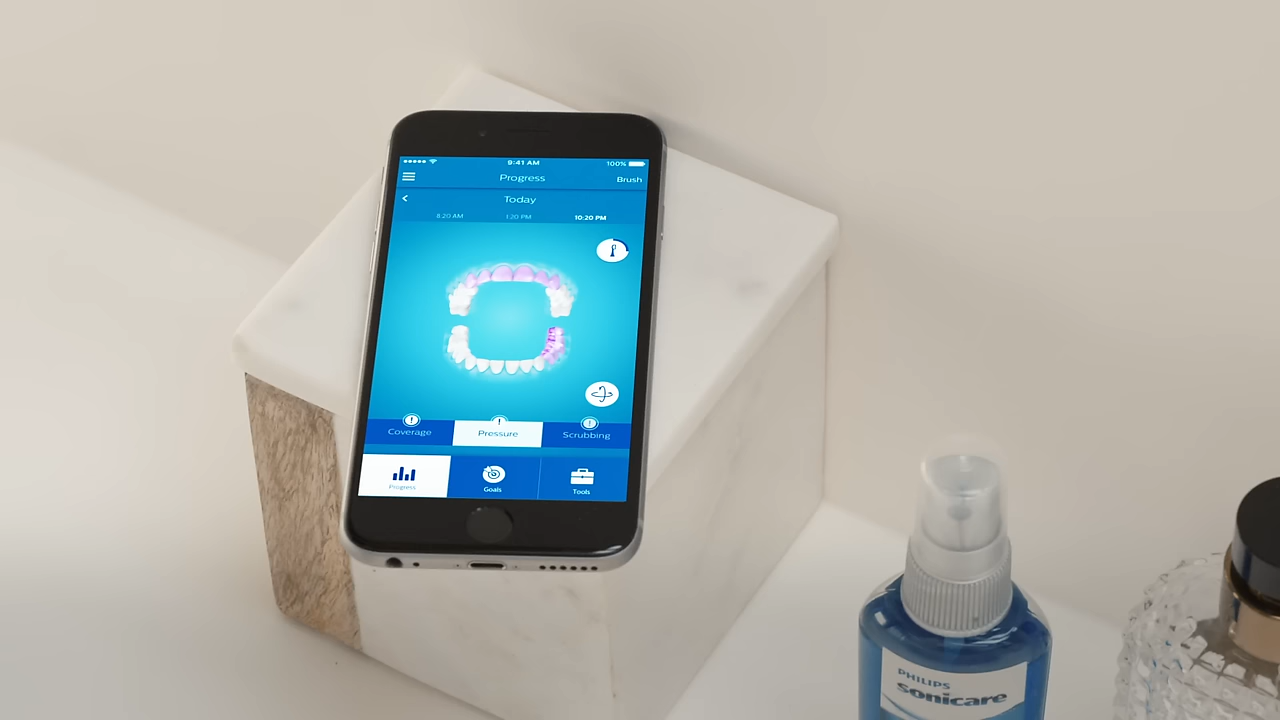 9:41 AM 100%
Progress Brush
Today
8:20 AM 1:20 PM 10:20 PM
Coverage Pressure Scrubbing
Progress Goals Tools
PHILIPS
sonicare